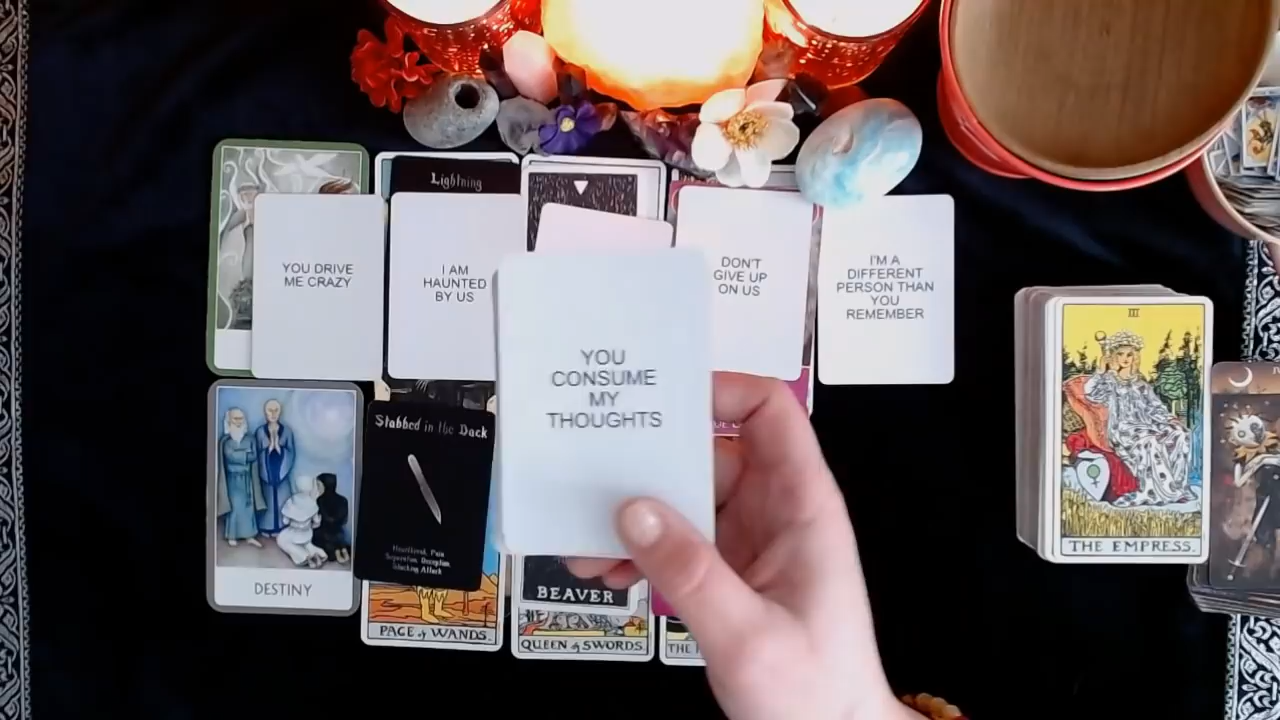 Lightning
YOU DRIVE
ME CRAZY
I AM
HAUNTED
BY US
DON'T
GIVE UP
ON US
I'M A
DIFFERENT
PERSON THAN
YOU
REMEMBER
YOU
CONSUME
MY
THOUGHTS
III
Stabbed in the Back
Heartbreak, Pain
Separation, Deception,
Shocking Attack
DESTINY
BEAVER
PAGE of WANDS.
QUEEN of SWORDS.
THE
THE EMPRESS.